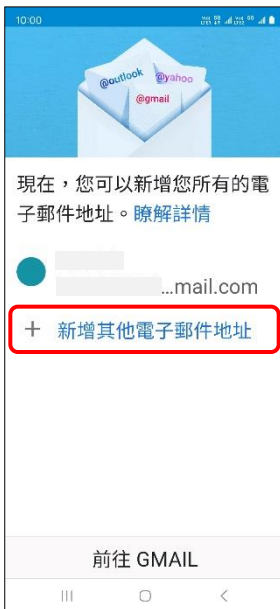 10:00
@outlook @yahoo
@gmail
現在，您可以新增您所有的電
子郵件地址。瞭解詳情
...mail.com
+ 新增其他電子郵件地址
前往 GMAIL